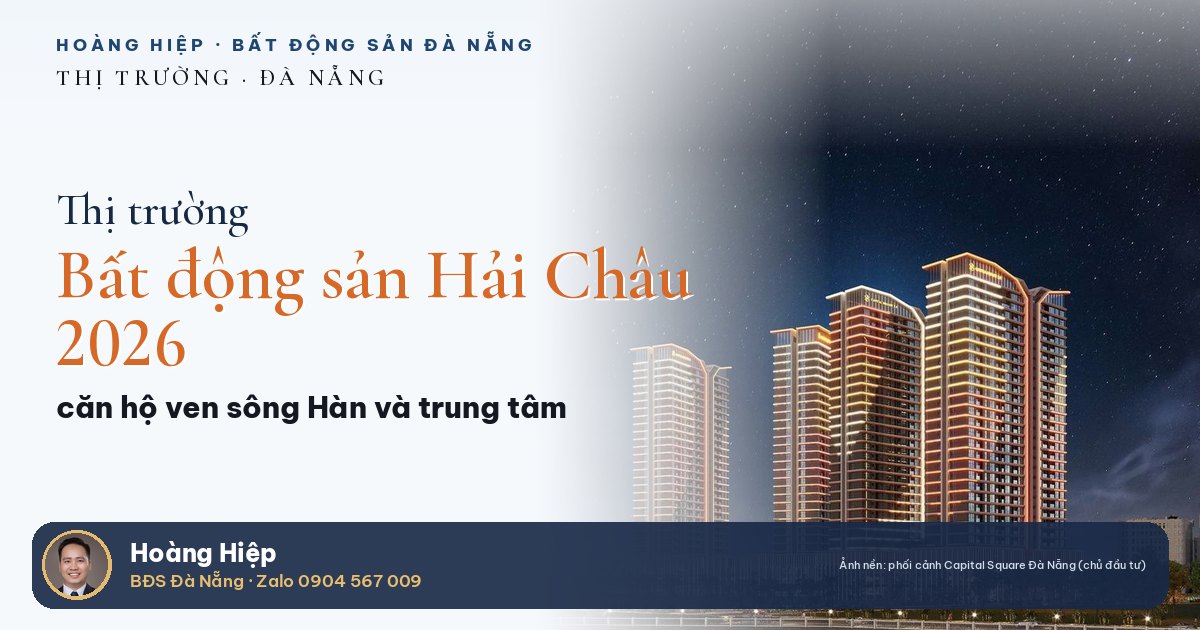 HOÀNG HIỆP · BẤT ĐỘNG SẢN ĐÀ NẴNG
THỊ TRƯỜNG · ĐÀ NẴNG
Thị trường
Bất động sản Hải Châu
2026
căn hộ ven sông Hàn và trung tâm
Hoàng Hiệp
BĐS Đà Nẵng · Zalo 0904 567 009
Ảnh nền: phối cảnh Capital Square Đà Nẵng (chủ đầu tư)